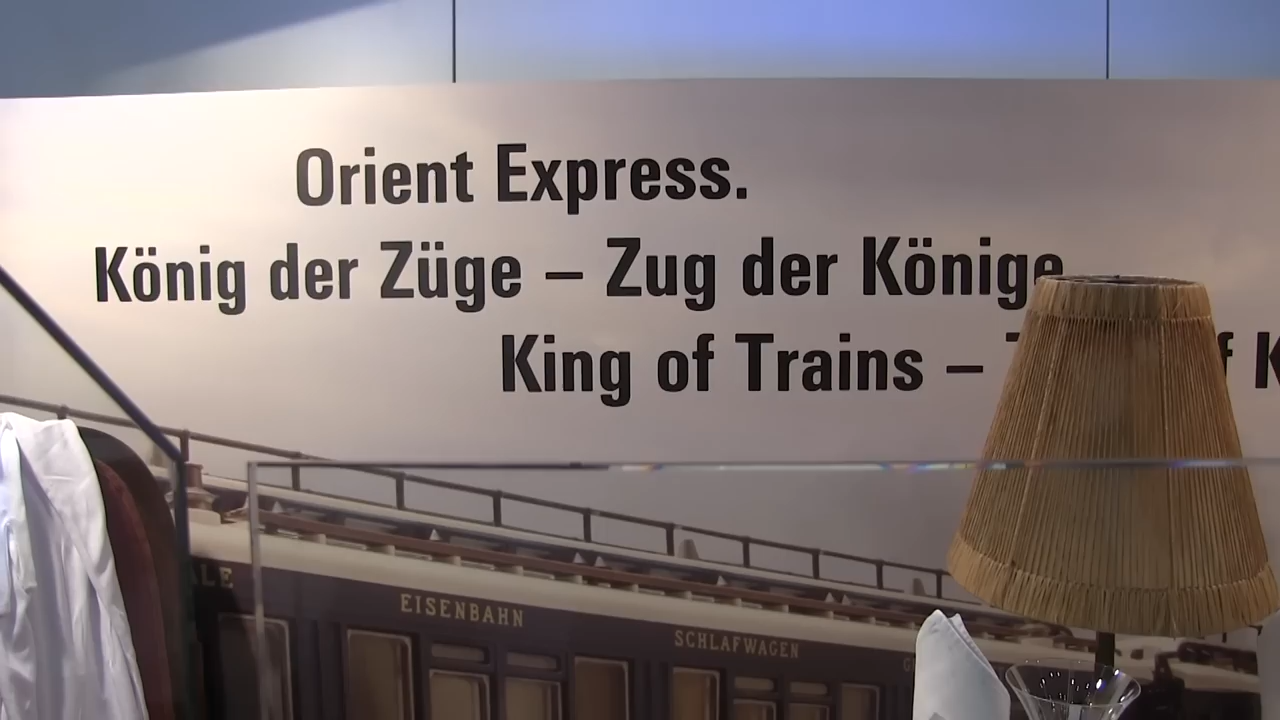 Orient Express.
König der Züge – Zug der Könige
King of Trains –
EISENBAHN
SCHLAFWAGEN